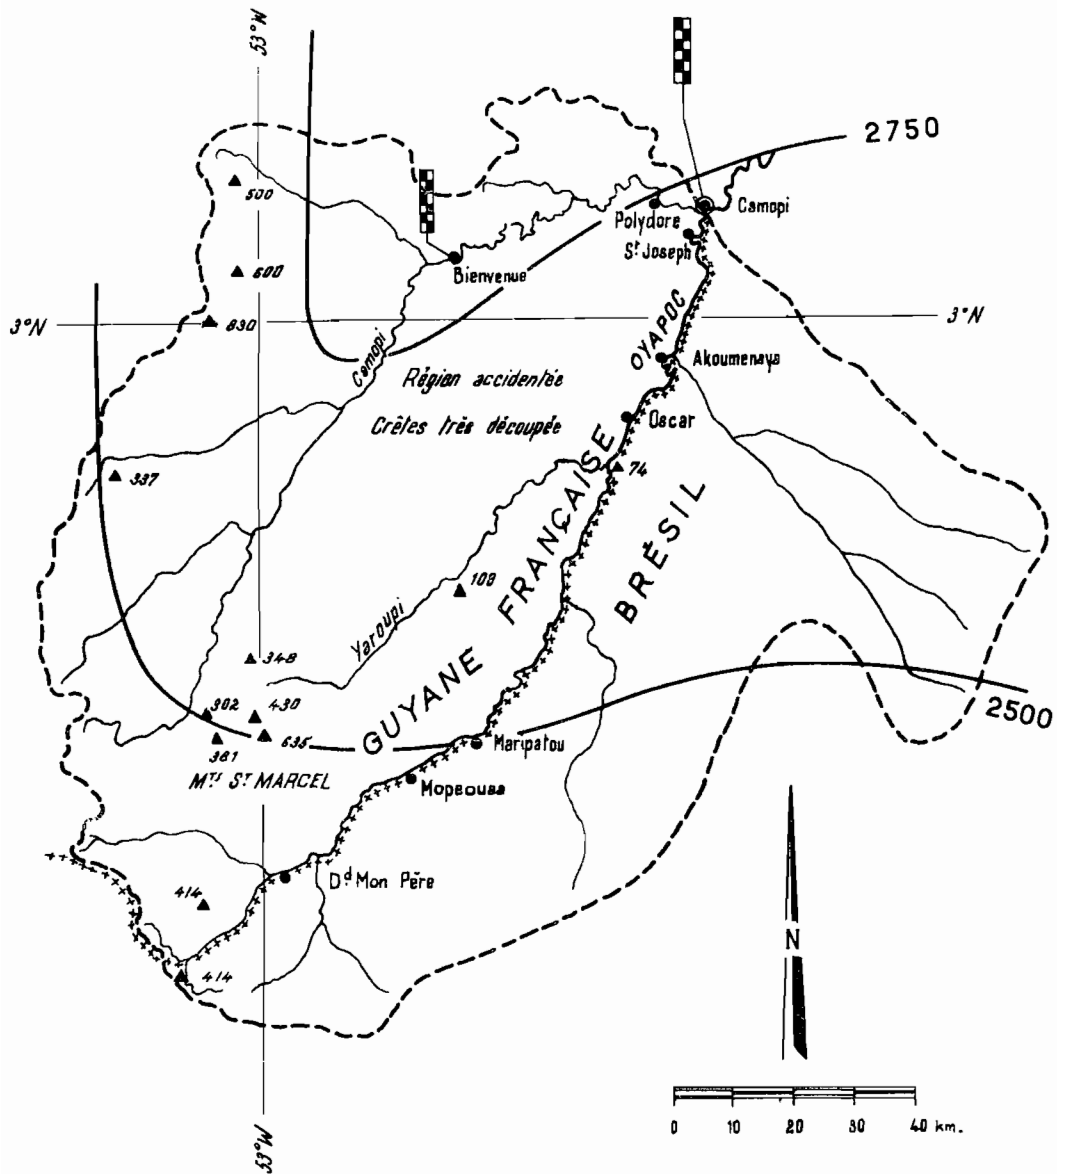 53°W
2750
500
Polydore
Camopi
St Joseph
Bienvenue
600
3°N
830
3°N
OYAPOC
Camopi
Akoumenaya
Région accidentée
Crêtes très découpée
Oscar
337
74
GUYANE FRANÇAISE
BRÉSIL
108
Yaroupi
348
302
430
2500
381
635
Maripatou
MTS ST MARCEL
Mopeouaa
Dd Mon Père
414
414
N
0 10 20 30 40 km.
53°W